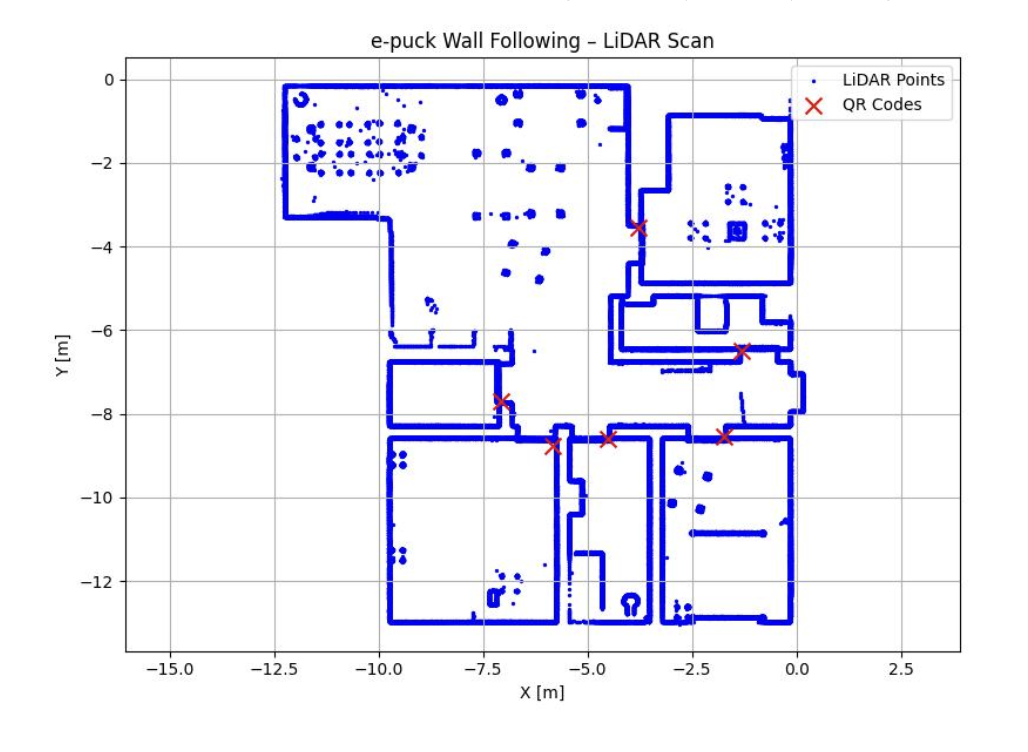 e-puck Wall Following – LiDAR Scan
LiDAR Points
QR Codes
0
−2
−4
−6
−8
−10
−12
Y [m]
−15.0 −12.5 −10.0 −7.5 −5.0 −2.5 0.0 2.5
X [m]